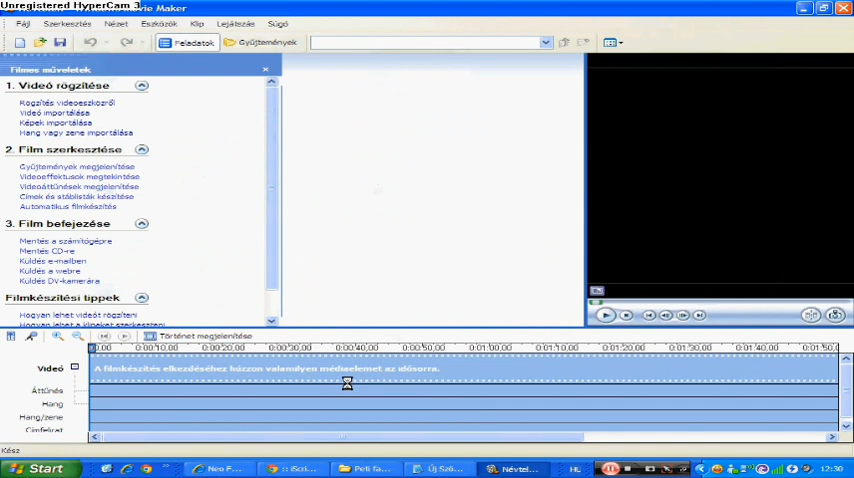 Unregistered HyperCam 3
Movie Maker
Fájl Szerkesztés Nézet Eszközök Klip Lejátszás Súgó
Feladatok Gyűjtemények
Filmes műveletek
1. Videó rögzítése
Rögzítés videoeszközről
Videó importálása
Képek importálása
Hang vagy zene importálása
2. Film szerkesztése
Gyűjtemények megjelenítése
Videoeffektusok megtekintése
Videoáttűnések megjelenítése
Címek és stáblisták készítése
Automatikus filmkészítés
3. Film befejezése
Mentés a számítógépre
Mentés CD-re
Küldés e-mailben
Küldés a webre
Küldés DV-kamerára
Filmkészítési tippek
Hogyan lehet videót rögzíteni
Hogyan lehet a klipeket szerkeszteni
Történet megjelenítése
0:00:10,00 0:00:20,00 0:00:30,00 0:00:40,00 0:00:50,00 0:01:00,00 0:01:10,00 0:01:20,00 0:01:30,00 0:01:40,00 0:01:50,0
Videó
A filmkészítés elkezdéséhez húzzon valamilyen médiaelemet az idősorra.
Áttűnés
Hang
Hang/zene
Címfelirat
Kész
Start Neo F... :: iScri... Peli fa... Új Szö... Névtel... HU 12:30